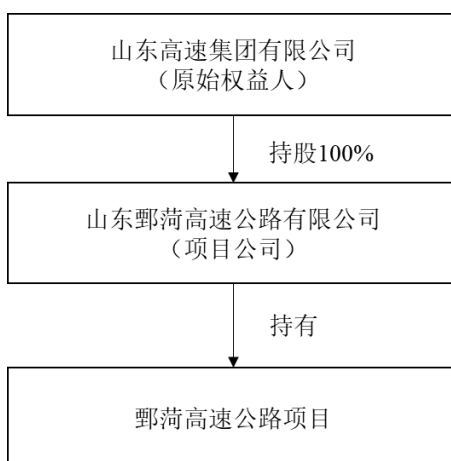 山东高速集团有限公司
（原始权益人）
持股100%
山东鄄菏高速公路有限公司
（项目公司）
持有
鄄菏高速公路项目